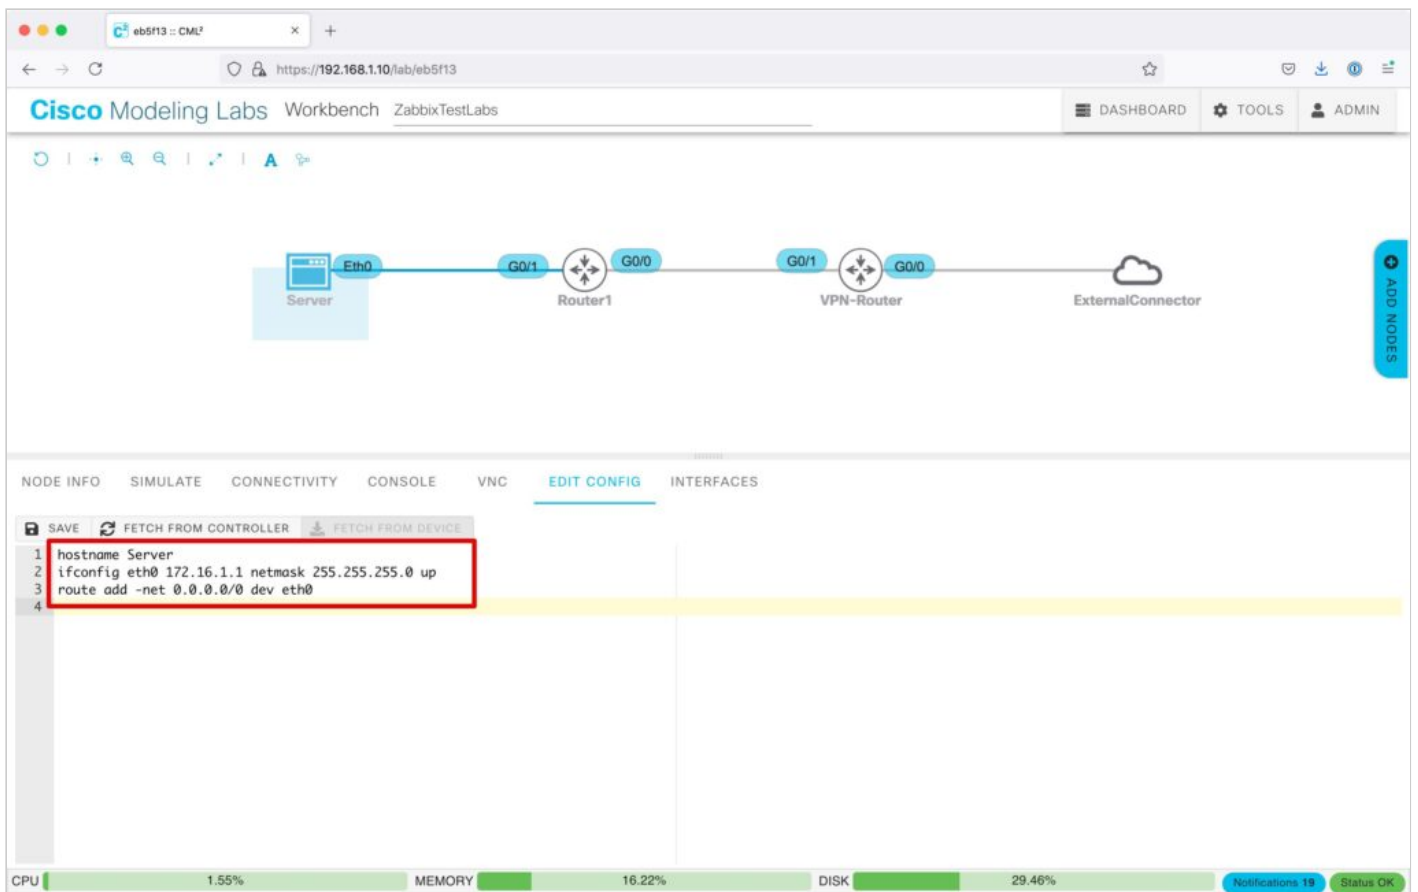 eb5f13 :: CML²
https://192.168.1.10/lab/eb5f13
Cisco Modeling Labs Workbench ZabbixTestLabs
DASHBOARD TOOLS ADMIN
A
Eth0 G0/1 G0/0 G0/1 G0/0
Server Router1 VPN-Router ExternalConnector
ADD NODES
NODE INFO SIMULATE CONNECTIVITY CONSOLE VNC EDIT CONFIG INTERFACES
SAVE FETCH FROM CONTROLLER FETCH FROM DEVICE
1 hostname Server
2 ifconfig eth0 172.16.1.1 netmask 255.255.255.0 up
3 route add -net 0.0.0.0/0 dev eth0
4
CPU 1.55% MEMORY 16.22% DISK 29.46% Notifications 19 Status OK